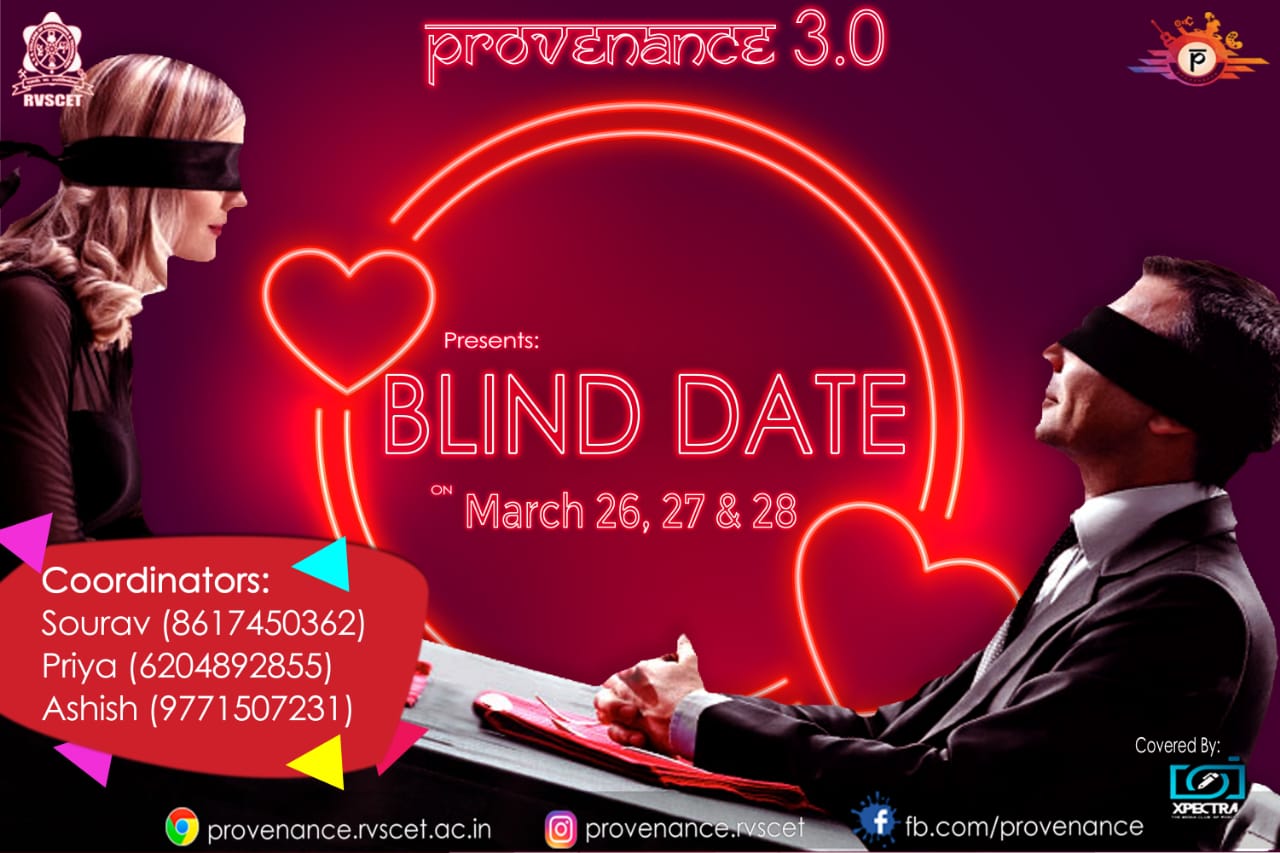 provenance 3.0
RVSCET
p
Presents:
BLIND DATE
ON March 26, 27 & 28
Coordinators:
Sourav (8617450362)
Priya (6204892855)
Ashish (9771507231)
Covered By:
XPECTRA
provenance.rvscet.ac.in
provenance.rvscet
fb.com/provenance